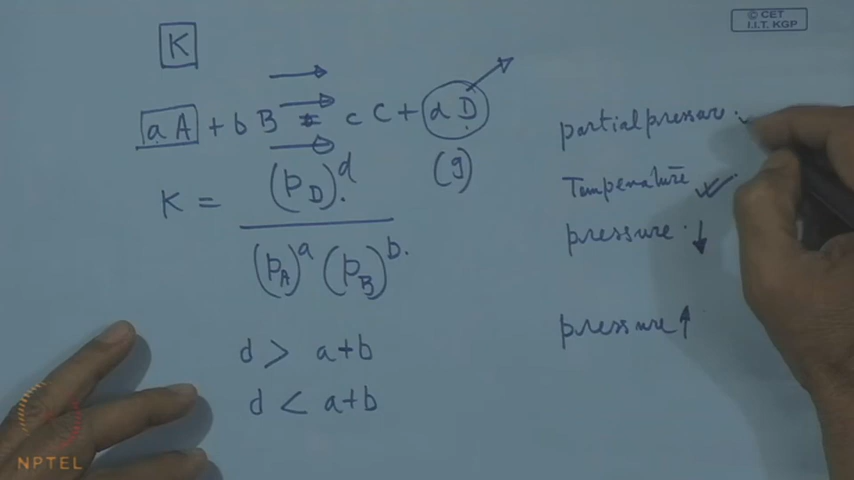 © CET
I.I.T. KGP
K
aA + bB ⇌ cC + dD
(g)
K = (pD)^d. / (pA)^a (pB)^b.
d > a+b
d < a+b
partial pressure.
Temperature ✓
pressure. ↓
pressure ↑
NPTEL